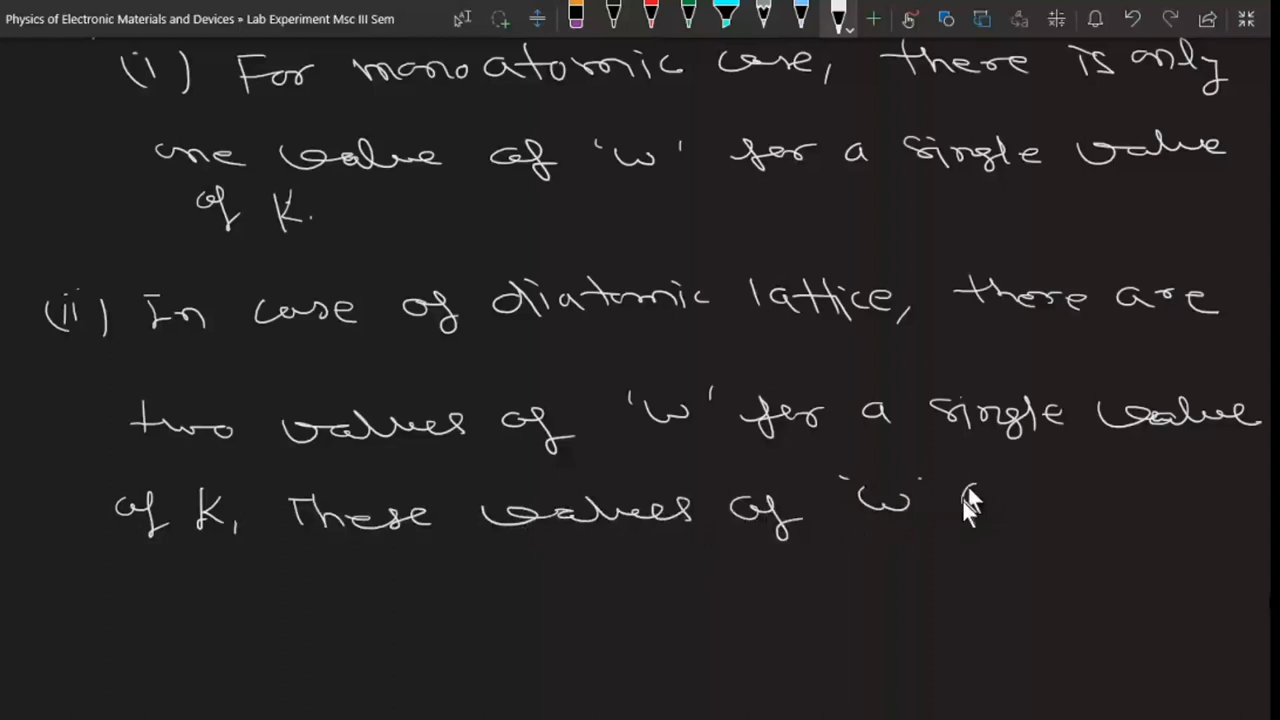 Physics of Electronic Materials and Devices » Lab Experiment Msc III Sem
(i) For monoatomic case, there is only
one value of 'w' for a single value
of K.
(ii) In case of diatomic lattice, there are
two values of 'w' for a single value
of K, These values of 'w'